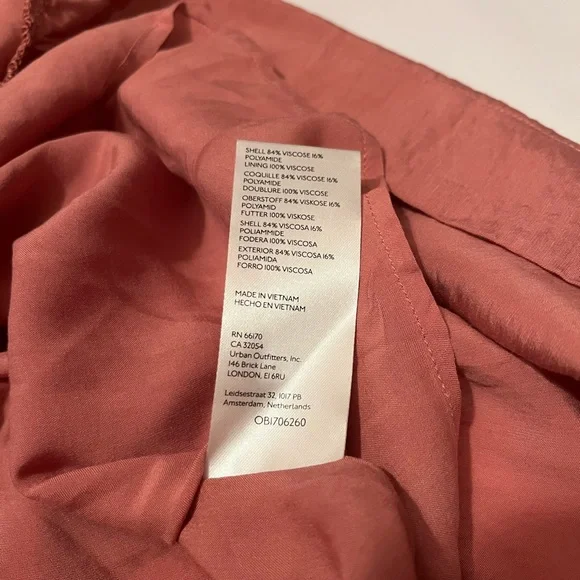 SHELL 84% VISCOSE 16%
POLYAMIDE
LINING 100% VISCOSE
COQUILLE 84% VISCOSE 16%
POLYAMIDE
DOUBLURE 100% VISCOSE
OBERSTOFF 84% VISKOSE 16%
POLYAMID
FUTTER 100% VISKOSE
SHELL 84% VISCOSA 16%
POLIAMMIDE
FODERA 100% VISCOSA
EXTERIOR 84% VISCOSA 16%
POLIAMIDA
FORRO 100% VISCOSA
MADE IN VIETNAM
HECHO EN VIETNAM
RN 66170
CA 32054
Urban Outfitters, Inc.
146 Brick Lane
LONDON, E1 6RU
Leidsestraat 32, 1017 PB
Amsterdam, Netherlands
OB1706260